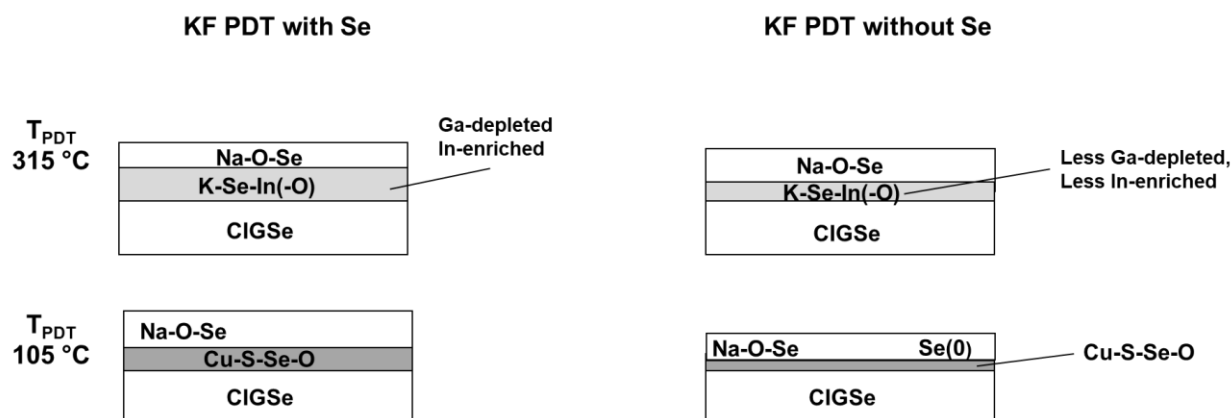 KF PDT with Se
KF PDT without Se
T_PDT
315 °C
Na-O-Se
K-Se-In(-O)
CIGSe
Ga-depleted
In-enriched
Na-O-Se
K-Se-In(-O)
CIGSe
Less Ga-depleted,
Less In-enriched
T_PDT
105 °C
Na-O-Se
Cu-S-Se-O
CIGSe
Na-O-Se Se(0)
CIGSe
Cu-S-Se-O